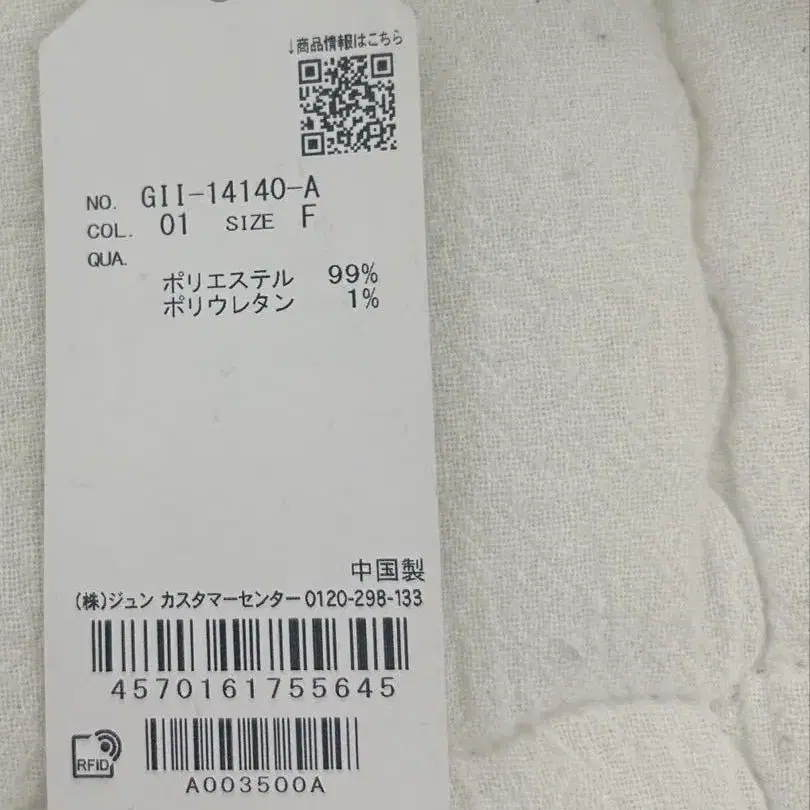 ↓商品情報はこちら
NO. GII-14140-A
COL. 01 SIZE F
QUA.
ポリエステル 99%
ポリウレタン 1%
中国製
(株)ジュン カスタマーセンター 0120-298-133
4570161755645
RFID
A003500A